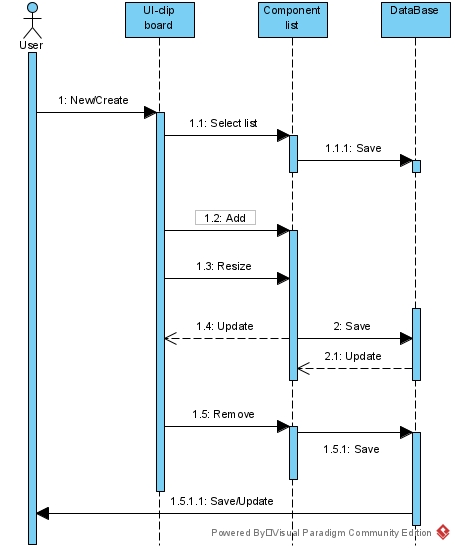 UI-clip
board
Component
list
DataBase
User
1: New/Create
1.1: Select list
1.1.1: Save
1.2: Add
1.3: Resize
1.4: Update
2: Save
2.1: Update
1.5: Remove
1.5.1: Save
1.5.1.1: Save/Update
Powered By Visual Paradigm Community Edition